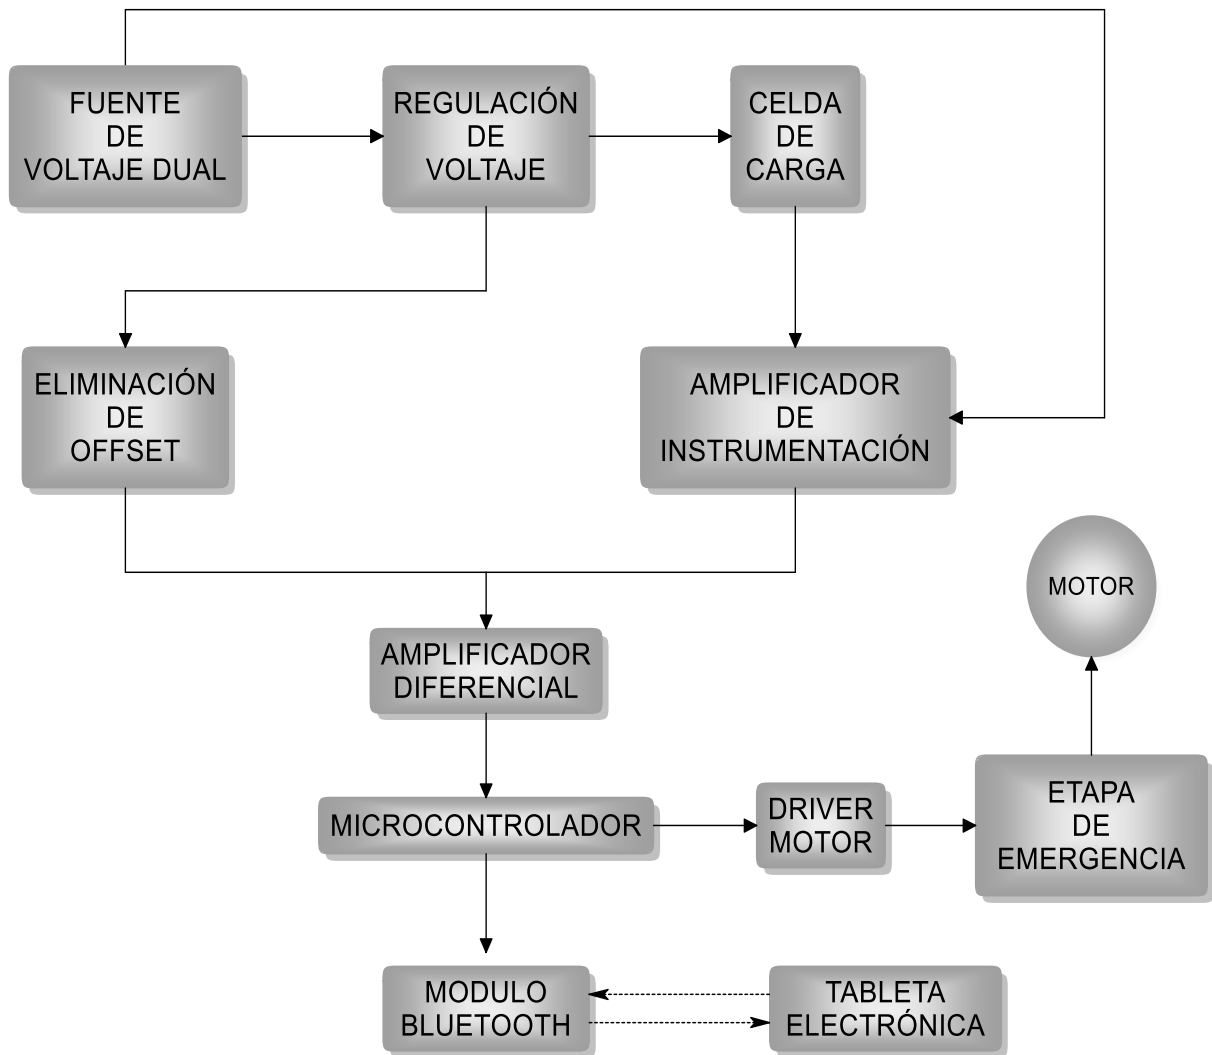 FUENTE
DE
VOLTAJE DUAL
REGULACIÓN
DE
VOLTAJE
CELDA
DE
CARGA
ELIMINACIÓN
DE
OFFSET
AMPLIFICADOR
DE
INSTRUMENTACIÓN
MOTOR
AMPLIFICADOR
DIFERENCIAL
MICROCONTROLADOR
DRIVER
MOTOR
ETAPA
DE
EMERGENCIA
MODULO
BLUETOOTH
TABLETA
ELECTRÓNICA